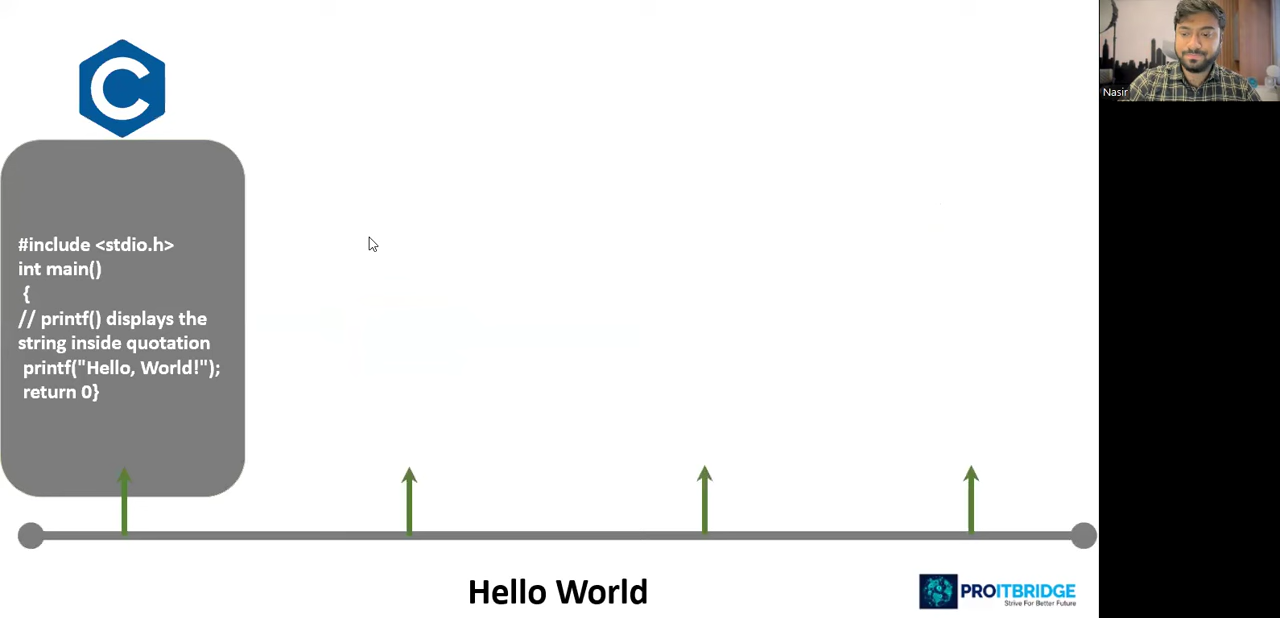 C
#include <stdio.h>
int main()
{
// printf() displays the
string inside quotation
printf("Hello, World!");
return 0}
Hello World
PROITBRIDGE
Strive For Better Future
Nasir